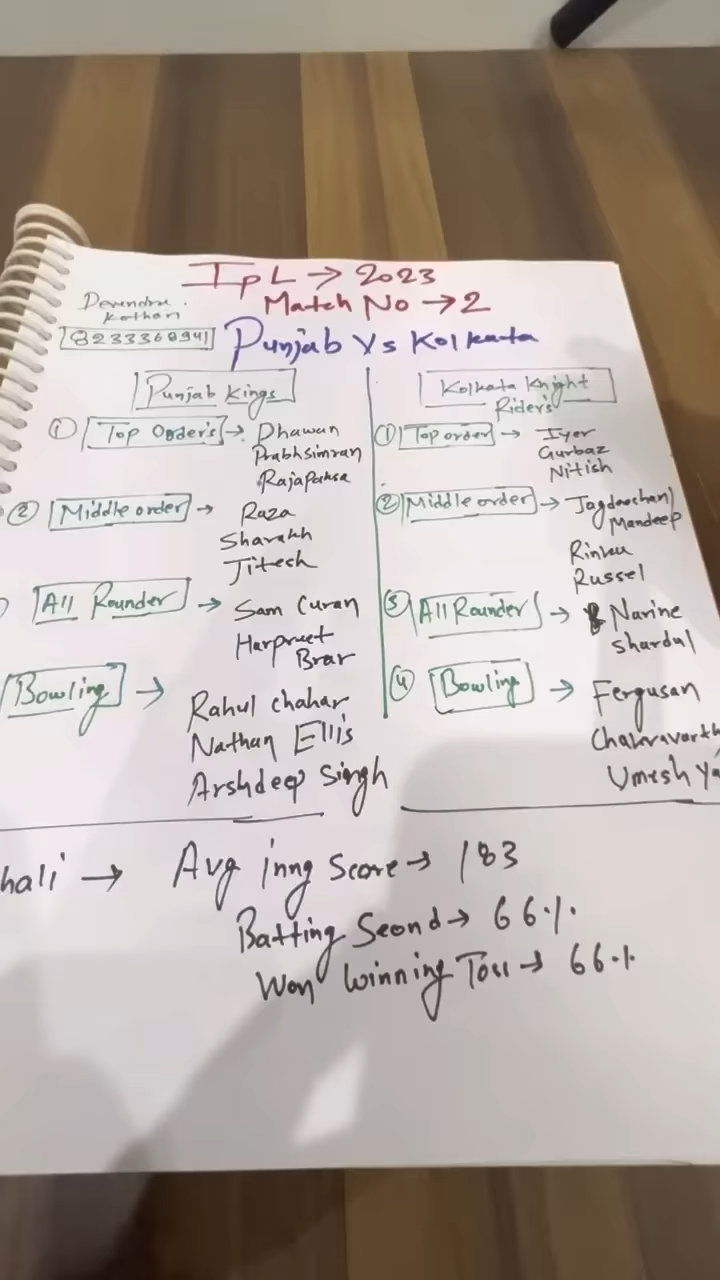 IPL → 2023
Match No → 2
Devendra
Kothari
8233368941
Punjab Vs Kolkata
Punjab Kings
① Top Orders → Dhawan
Prabhsimran
Rajapaksa
② Middle order → Raza
Sharukh
Jitesh
All Rounder → Sam Curan
Harpreet
Brar
Bowling → Rahul Chahar
Nathan Ellis
Arshdeep Singh
Kolkata Knight
Riders
① Top order → Iyer
Gurbaz
Nitish
② Middle order →
Mandeep
Rinku
Russel
③ All Rounder → Narine
Shardul
④ Bowling → Fergusan
Chakravarth
Umesh Ya
hali → Avg inng Score → 183
Batting Seond → 66%
Won Winning Toss → 66%